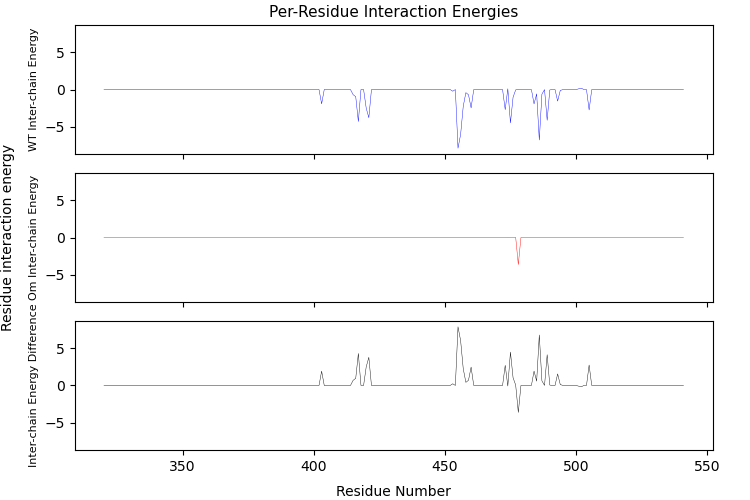 Per-Residue Interaction Energies
Residue interaction energy
WT Inter-chain Energy
5
0
−5
Om Inter-chain Energy
5
0
−5
Inter-chain Energy Difference
5
0
−5
350
400
450
500
550
Residue Number